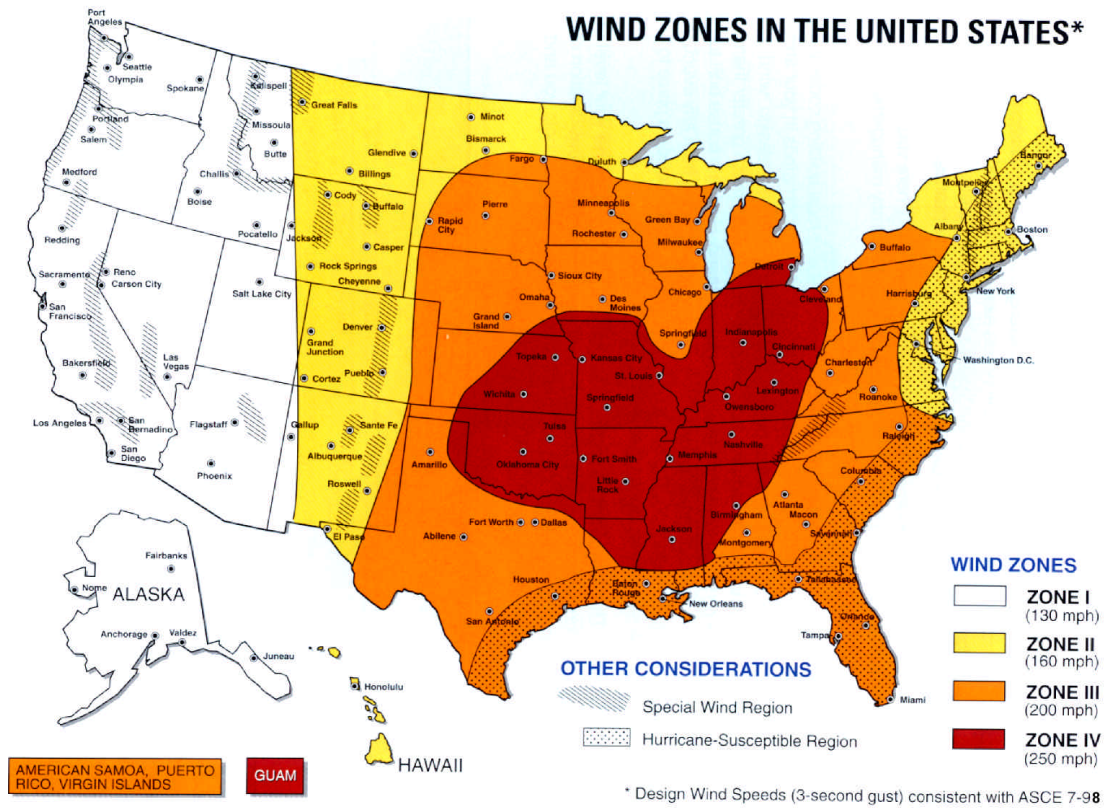 WIND ZONES IN THE UNITED STATES*
Port
Angeles
Seattle
Olympia
Spokane
Portland
Salem
Medford
Redding
Sacramento
San
Francisco
Bakersfield
Los Angeles
San
Diego
San
Bernadino
Reno
Carson City
Las
Vegas
Kalispell
Missoula
Butte
Challis
Boise
Pocatello
Jackson
Salt Lake City
Flagstaff
Phoenix
Great Falls
Glendive
Billings
Cody
Buffalo
Casper
Rock Springs
Cheyenne
Denver
Grand
Junction
Pueblo
Cortez
Gallup
Sante Fe
Albuquerque
Roswell
El Paso
Minot
Bismarck
Fargo
Duluth
Pierre
Rapid
City
Minneapolis
Rochester
Green Bay
Milwaukee
Sioux City
Omaha
Des
Moines
Grand
Island
Chicago
Springfield
Detroit
Cleveland
Indianapolis
Cincinnati
Topeka
Kansas City
St. Louis
Wichita
Springfield
Lexington
Owensboro
Charleston
Roanoke
Tulsa
Oklahoma City
Fort Smith
Memphis
Nashville
Little
Rock
Amarillo
Fort Worth
Dallas
Abilene
Houston
San Antonio
Jackson
Birmingham
Montgomery
Atlanta
Macon
Savannah
Columbia
Raleigh
Baton
Rouge
New Orleans
Tallahassee
Orlando
Tampa
Miami
Buffalo
Harrisburg
Albany
Montpelier
Bangor
Boston
New York
Washington D.C.
Fairbanks
Nome
ALASKA
Anchorage
Valdez
Juneau
Honolulu
HAWAII
AMERICAN SAMOA, PUERTO
RICO, VIRGIN ISLANDS
GUAM
OTHER CONSIDERATIONS
Special Wind Region
Hurricane-Susceptible Region
WIND ZONES
ZONE I
(130 mph)
ZONE II
(160 mph)
ZONE III
(200 mph)
ZONE IV
(250 mph)
* Design Wind Speeds (3-second gust) consistent with ASCE 7-98